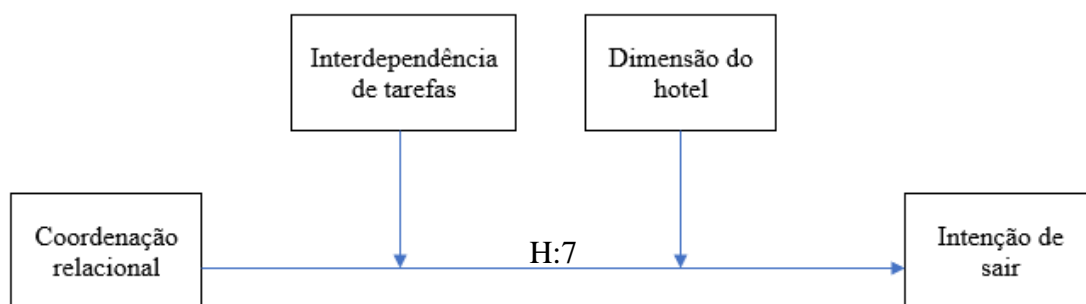 Interdependência
de tarefas
Dimensão do
hotel
Coordenação
relacional
H:7
Intenção de
sair